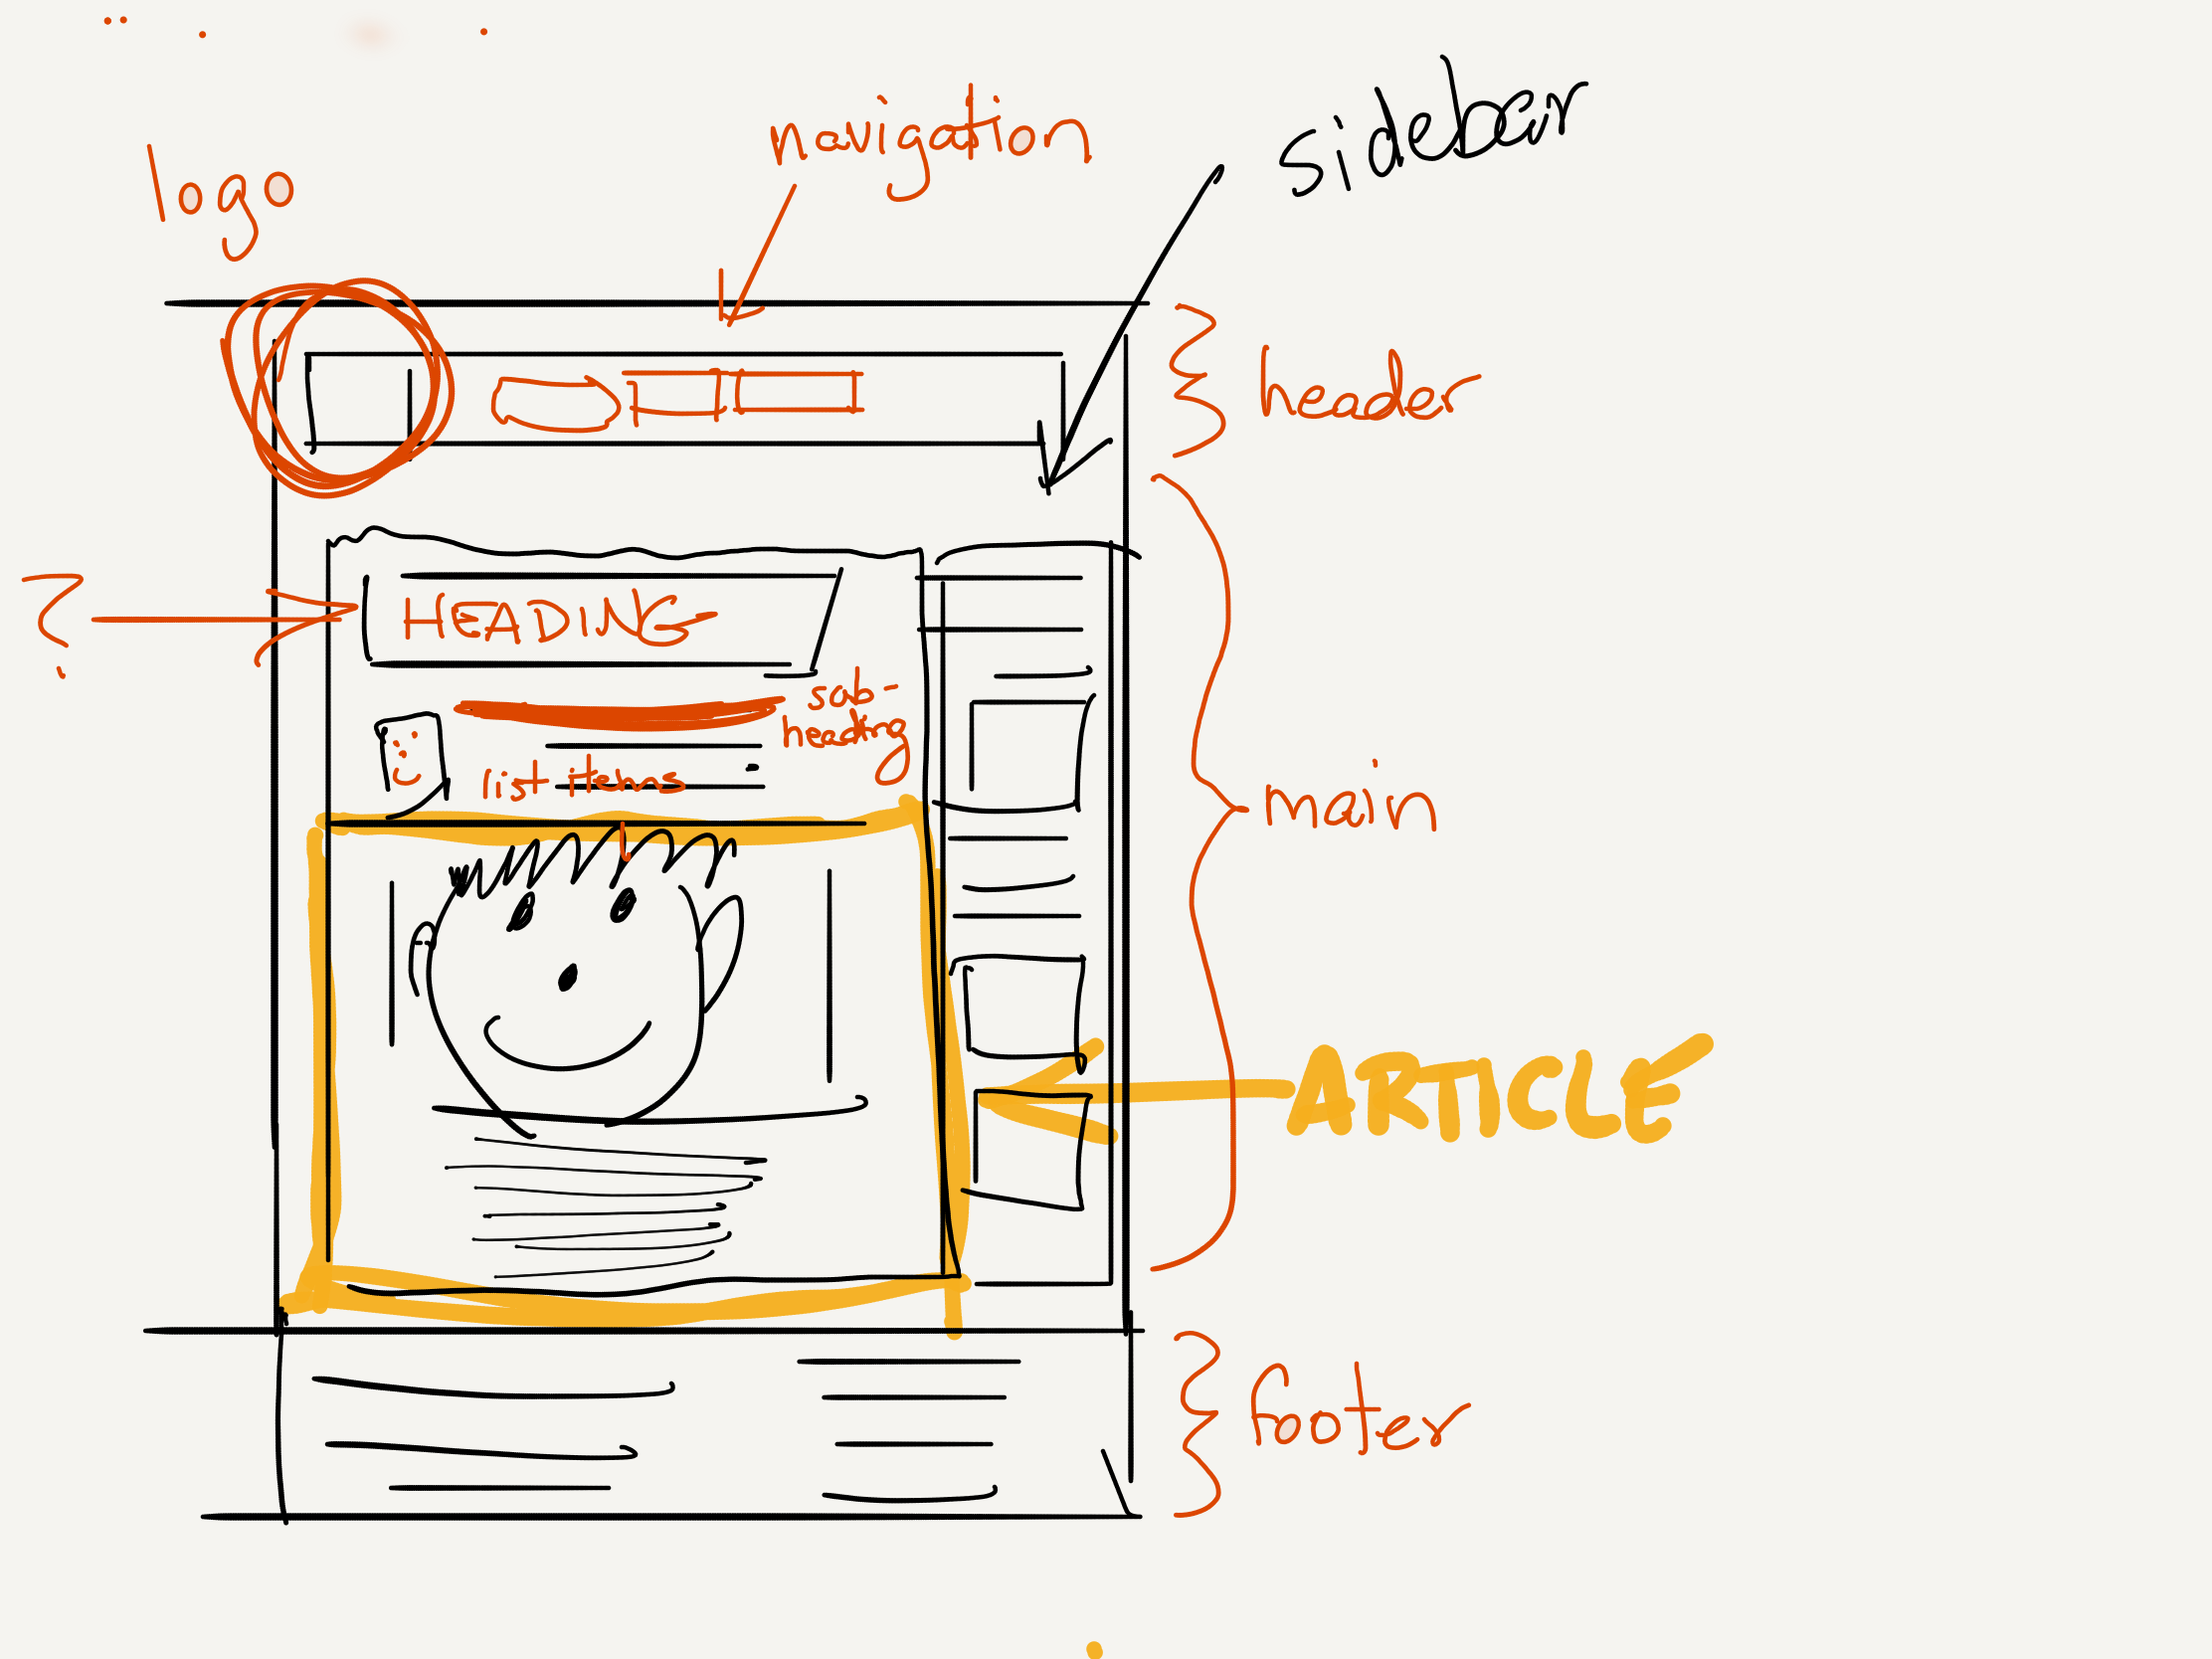 sidebar
navigation
logo
header
?
HEADING
sub-
heading
list items
main
ARTICLE
footer